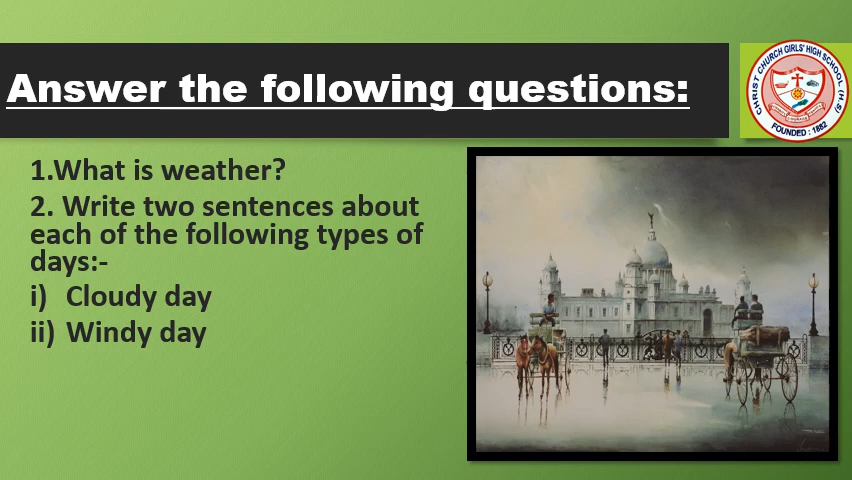 Answer the following questions:
CHRIST CHURCH GIRLS' HIGH SCHOOL (H.S)
FOUNDED : 1882
1.What is weather?
2. Write two sentences about
each of the following types of
days:-
i) Cloudy day
ii) Windy day